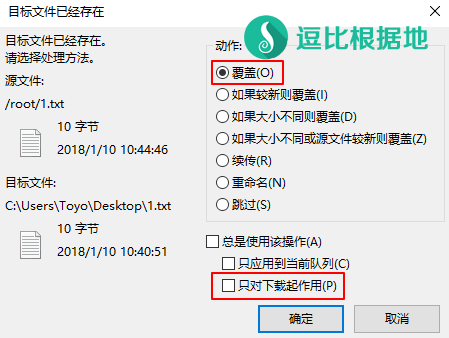 目标文件已经存在
逗比根据地
目标文件已经存在。
请选择处理方法。
源文件:
/root/1.txt
10 字节
2018/1/10 10:44:46
目标文件:
C:\Users\Toyo\Desktop\1.txt
10 字节
2018/1/10 10:40:51
动作:
覆盖(O)
如果较新则覆盖(I)
如果大小不同则覆盖(D)
如果大小不同或源文件较新则覆盖(Z)
续传(R)
重命名(N)
跳过(S)
总是使用该操作(A)
只应用到当前队列(C)
只对下载起作用(P)
确定
取消